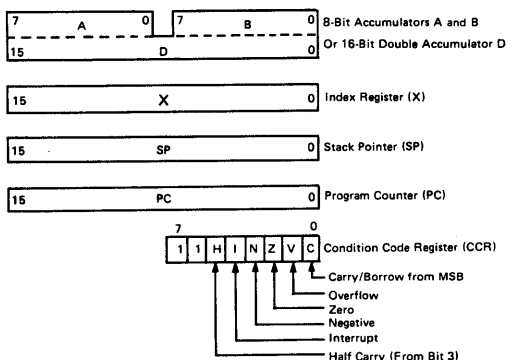 7 A 0 7 B 0 8-Bit Accumulators A and B
15 D 0 Or 16-Bit Double Accumulator D
15 X 0 Index Register (X)
15 SP 0 Stack Pointer (SP)
15 PC 0 Program Counter (PC)
7 0
1 1 H I N Z V C Condition Code Register (CCR)
Carry/Borrow from MSB
Overflow
Zero
Negative
Interrupt
Half Carry (From Bit 3)